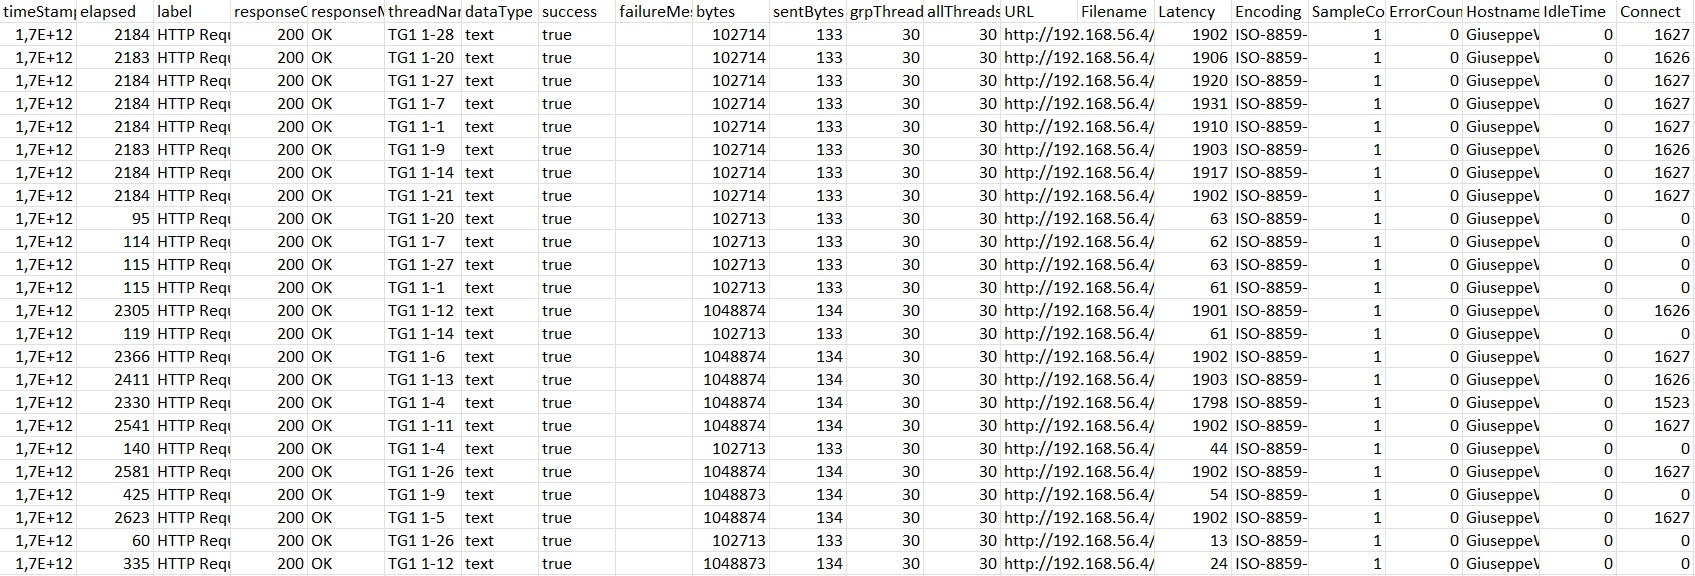 timeStamp elapsed label responseC responseM threadNan dataType success failureMes bytes sentBytes grpThread allThreads URL Filename Latency Encoding SampleCo ErrorCoun Hostname IdleTime Connect
1,7E+12 2184 HTTP Requ 200 OK TG1 1-28 text true 102714 133 30 30 http://192.168.56.4/ 1902 ISO-8859- 1 0 GiuseppeV 0 1627
1,7E+12 2183 HTTP Requ 200 OK TG1 1-20 text true 102714 133 30 30 http://192.168.56.4/ 1906 ISO-8859- 1 0 GiuseppeV 0 1626
1,7E+12 2184 HTTP Requ 200 OK TG1 1-27 text true 102714 133 30 30 http://192.168.56.4/ 1920 ISO-8859- 1 0 GiuseppeV 0 1627
1,7E+12 2184 HTTP Requ 200 OK TG1 1-7 text true 102714 133 30 30 http://192.168.56.4/ 1931 ISO-8859- 1 0 GiuseppeV 0 1627
1,7E+12 2184 HTTP Requ 200 OK TG1 1-1 text true 102714 133 30 30 http://192.168.56.4/ 1910 ISO-8859- 1 0 GiuseppeV 0 1627
1,7E+12 2183 HTTP Requ 200 OK TG1 1-9 text true 102714 133 30 30 http://192.168.56.4/ 1903 ISO-8859- 1 0 GiuseppeV 0 1626
1,7E+12 2184 HTTP Requ 200 OK TG1 1-14 text true 102714 133 30 30 http://192.168.56.4/ 1917 ISO-8859- 1 0 GiuseppeV 0 1627
1,7E+12 2184 HTTP Requ 200 OK TG1 1-21 text true 102714 133 30 30 http://192.168.56.4/ 1902 ISO-8859- 1 0 GiuseppeV 0 1627
1,7E+12 95 HTTP Requ 200 OK TG1 1-20 text true 102713 133 30 30 http://192.168.56.4/ 63 ISO-8859- 1 0 GiuseppeV 0 0
1,7E+12 114 HTTP Requ 200 OK TG1 1-7 text true 102713 133 30 30 http://192.168.56.4/ 62 ISO-8859- 1 0 GiuseppeV 0 0
1,7E+12 115 HTTP Requ 200 OK TG1 1-27 text true 102713 133 30 30 http://192.168.56.4/ 63 ISO-8859- 1 0 GiuseppeV 0 0
1,7E+12 115 HTTP Requ 200 OK TG1 1-1 text true 102713 133 30 30 http://192.168.56.4/ 61 ISO-8859- 1 0 GiuseppeV 0 0
1,7E+12 2305 HTTP Requ 200 OK TG1 1-12 text true 1048874 134 30 30 http://192.168.56.4/ 1901 ISO-8859- 1 0 GiuseppeV 0 1626
1,7E+12 119 HTTP Requ 200 OK TG1 1-14 text true 102713 133 30 30 http://192.168.56.4/ 61 ISO-8859- 1 0 GiuseppeV 0 0
1,7E+12 2366 HTTP Requ 200 OK TG1 1-6 text true 1048874 134 30 30 http://192.168.56.4/ 1902 ISO-8859- 1 0 GiuseppeV 0 1627
1,7E+12 2411 HTTP Requ 200 OK TG1 1-13 text true 1048874 134 30 30 http://192.168.56.4/ 1903 ISO-8859- 1 0 GiuseppeV 0 1626
1,7E+12 2330 HTTP Requ 200 OK TG1 1-4 text true 1048874 134 30 30 http://192.168.56.4/ 1798 ISO-8859- 1 0 GiuseppeV 0 1523
1,7E+12 2541 HTTP Requ 200 OK TG1 1-11 text true 1048874 134 30 30 http://192.168.56.4/ 1902 ISO-8859- 1 0 GiuseppeV 0 1627
1,7E+12 140 HTTP Requ 200 OK TG1 1-4 text true 102713 133 30 30 http://192.168.56.4/ 44 ISO-8859- 1 0 GiuseppeV 0 0
1,7E+12 2581 HTTP Requ 200 OK TG1 1-26 text true 1048874 134 30 30 http://192.168.56.4/ 1902 ISO-8859- 1 0 GiuseppeV 0 1627
1,7E+12 425 HTTP Requ 200 OK TG1 1-9 text true 1048873 134 30 30 http://192.168.56.4/ 54 ISO-8859- 1 0 GiuseppeV 0 0
1,7E+12 2623 HTTP Requ 200 OK TG1 1-5 text true 1048874 134 30 30 http://192.168.56.4/ 1902 ISO-8859- 1 0 GiuseppeV 0 1627
1,7E+12 60 HTTP Requ 200 OK TG1 1-26 text true 102713 133 30 30 http://192.168.56.4/ 13 ISO-8859- 1 0 GiuseppeV 0 0
1,7E+12 335 HTTP Requ 200 OK TG1 1-12 text true 1048873 134 30 30 http://192.168.56.4/ 24 ISO-8859- 1 0 GiuseppeV 0 0